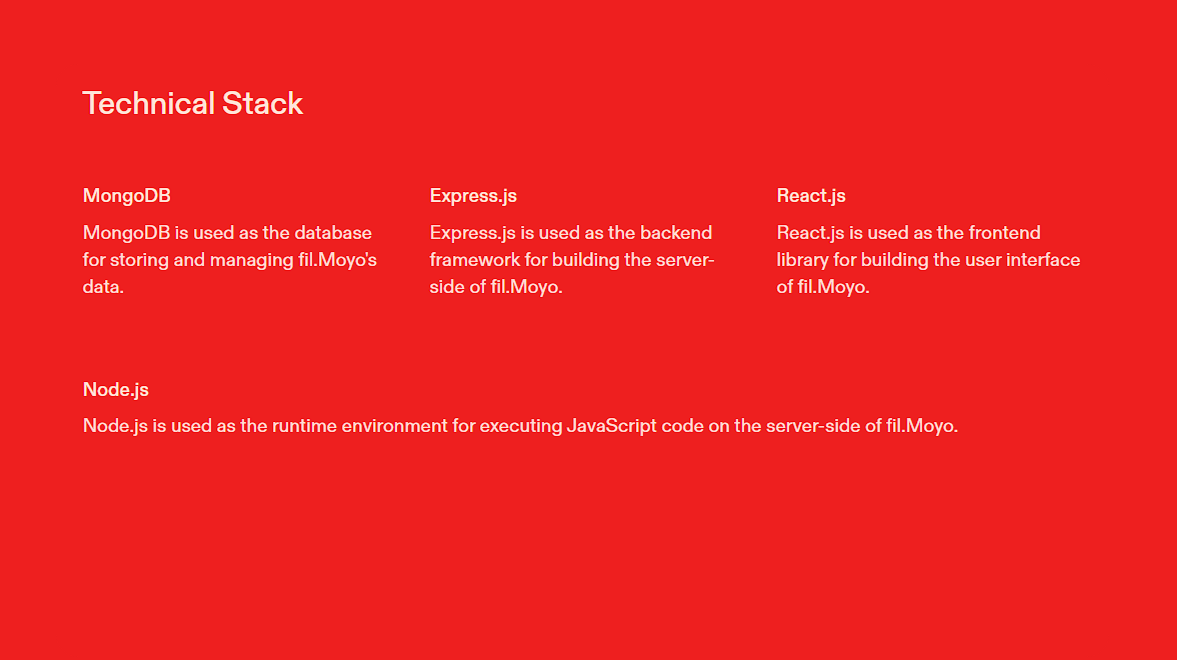 Technical Stack
MongoDB
MongoDB is used as the database
for storing and managing fil.Moyo's
data.
Express.js
Express.js is used as the backend
framework for building the server-
side of fil.Moyo.
React.js
React.js is used as the frontend
library for building the user interface
of fil.Moyo.
Node.js
Node.js is used as the runtime environment for executing JavaScript code on the server-side of fil.Moyo.